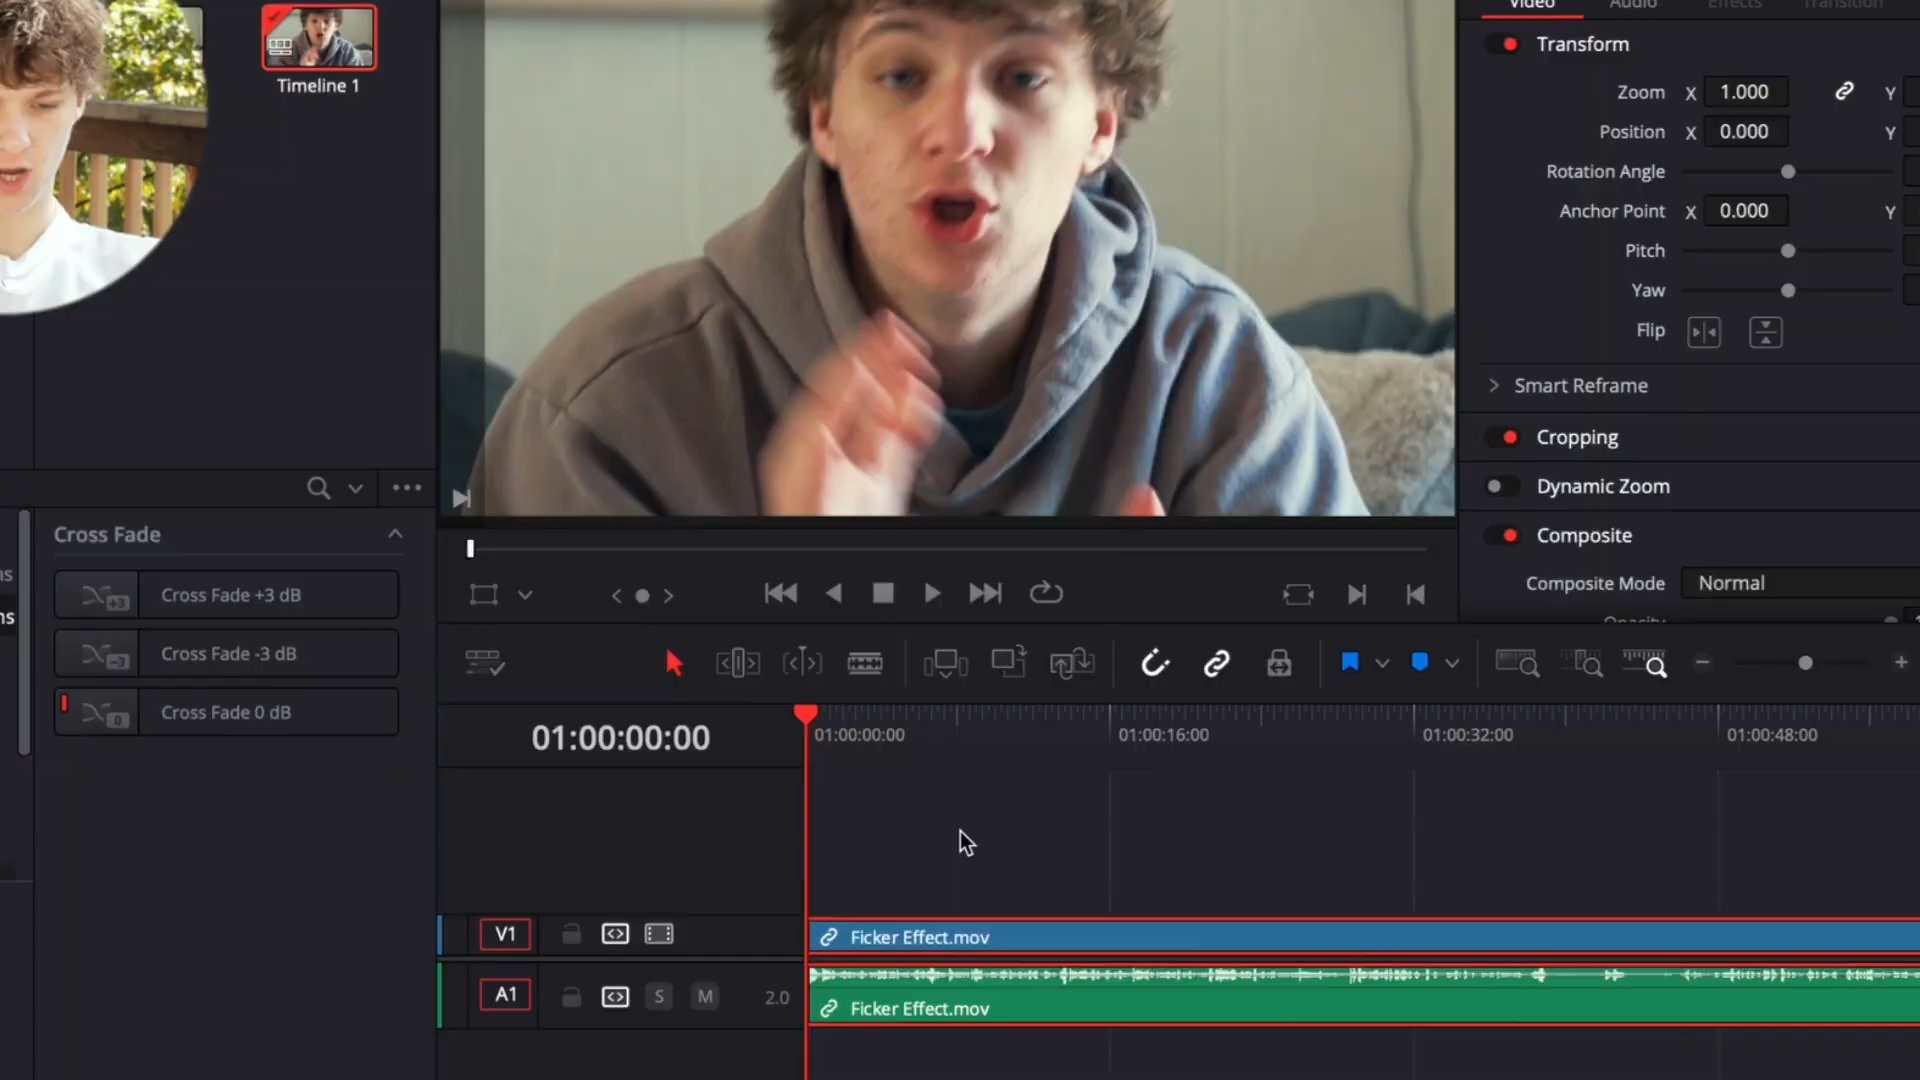 Video Audio Effects Transition
Timeline 1
Transform
Zoom X 1.000 Y
Position X 0.000 Y
Rotation Angle
Anchor Point X 0.000 Y
Pitch
Yaw
Flip
Smart Reframe
Cropping
Dynamic Zoom
Composite
Composite Mode Normal
Opacity
Cross Fade
Cross Fade +3 dB
Cross Fade -3 dB
Cross Fade 0 dB
01:00:00:00
01:00:00:00 01:00:16:00 01:00:32:00 01:00:48:00
V1 Ficker Effect.mov
A1 S M 2.0 Ficker Effect.mov